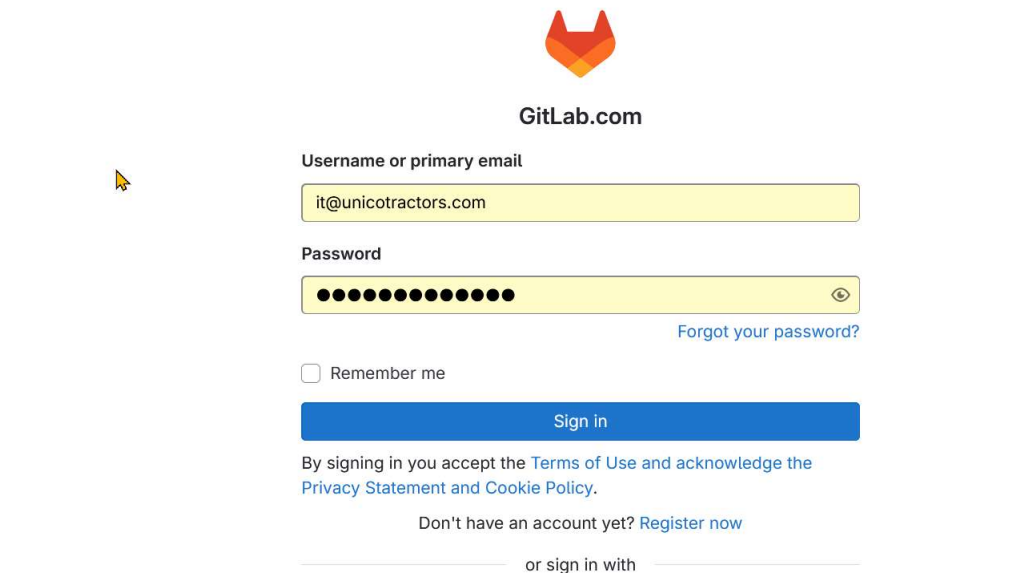 GitLab.com
Username or primary email
it@unicotractors.com
Password
●●●●●●●●●●●●●
Forgot your password?
Remember me
Sign in
By signing in you accept the Terms of Use and acknowledge the
Privacy Statement and Cookie Policy.
Don't have an account yet? Register now
or sign in with